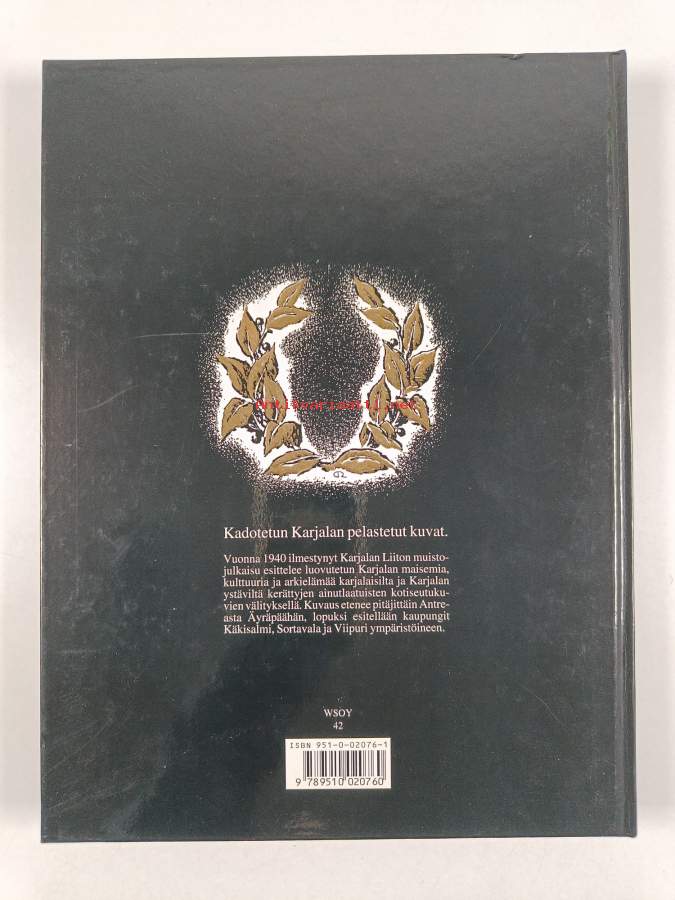 Antikvariaatti.net
Kadotetun Karjalan pelastetut kuvat.
Vuonna 1940 ilmestynyt Karjalan Liiton muisto-
julkaisu esittelee luovutetun Karjalan maisemia,
kulttuuria ja arkielämää karjalaisilta ja Karjalan
ystäviltä kerättyjen ainutlaatuisten kotiseutuku-
vien välityksellä. Kuvaus etenee pitäjittäin Antre-
asta Äyräpäähän, lopuksi esitellään kaupungit
Käkisalmi, Sortavala ja Viipuri ympäristöineen.
WSOY
42
ISBN 951-0-02076-1
9 789510 020760